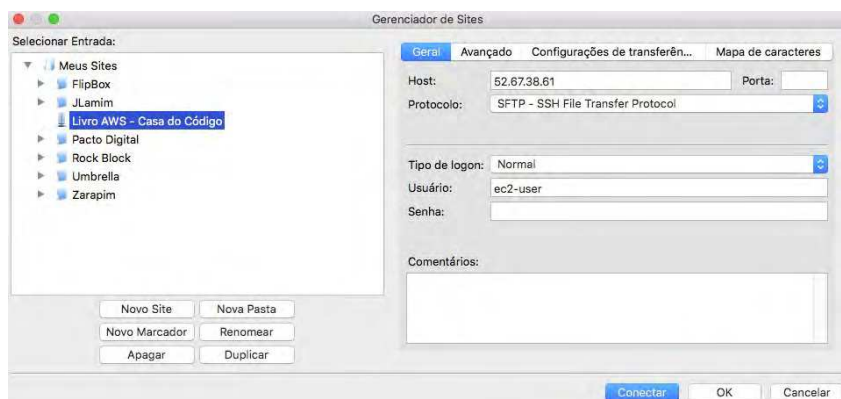 Gerenciador de Sites
Selecionar Entrada:
Meus Sites
FlipBox
JLamim
Livro AWS - Casa do Código
Pacto Digital
Rock Block
Umbrella
Zarapim
Novo Site Nova Pasta
Novo Marcador Renomear
Apagar Duplicar
Geral Avançado Configurações de transferên... Mapa de caracteres
Host: 52.67.38.61 Porta:
Protocolo: SFTP - SSH File Transfer Protocol
Tipo de logon: Normal
Usuário: ec2-user
Senha:
Comentários:
Conectar OK Cancelar